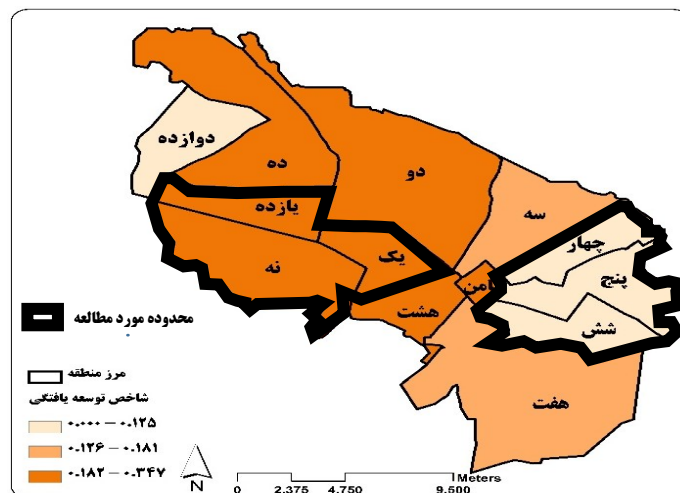 دوازده
ده
دو
سه
یازده
چهار
یک
نه
پنج
ثامن
هشت
شش
هفت
محدوده مورد مطالعه
مرز منطقه
شاخص توسعه یافتگی
۰.۰۰۰ – ۰.۱۲۵
۰.۱۲۶ – ۰.۱۸۱
۰.۱۸۲ – ۰.۳۴۷
N
Meters
0 2.375 4.750 9.500